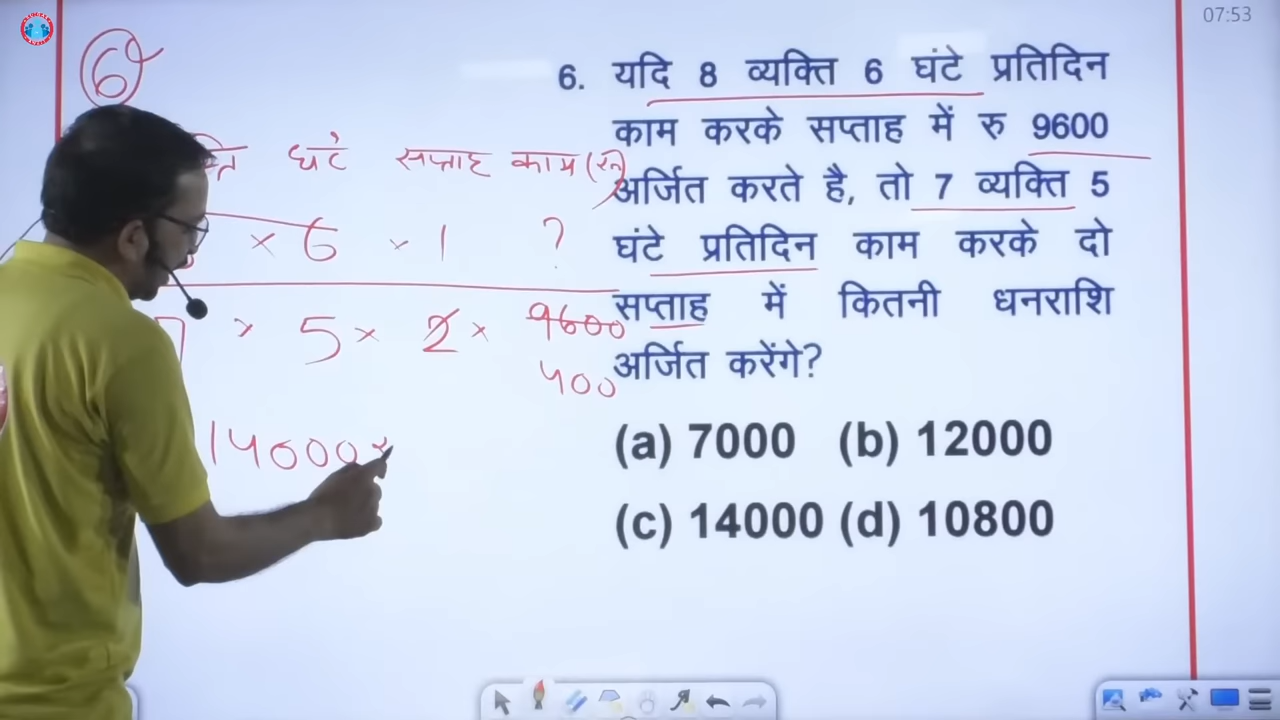 07:53
6
घंटे सप्ताह काम
× 6 × 1 ?
7 × 5 × 2 × 9600
400
14000
6. यदि 8 व्यक्ति 6 घंटे प्रतिदिन
काम करके सप्ताह में रु 9600
अर्जित करते है, तो 7 व्यक्ति 5
घंटे प्रतिदिन काम करके दो
सप्ताह में कितनी धनराशि
अर्जित करेंगे?
(a) 7000 (b) 12000
(c) 14000 (d) 10800